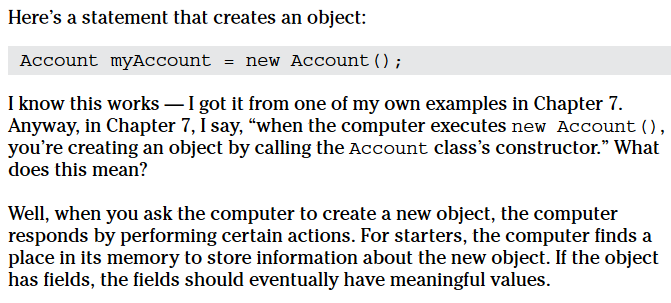 Here’s a statement that creates an object:
Account myAccount = new Account();
I know this works — I got it from one of my own examples in Chapter 7.
Anyway, in Chapter 7, I say, “when the computer executes new Account(),
you’re creating an object by calling the Account class’s constructor.” What
does this mean?
Well, when you ask the computer to create a new object, the computer
responds by performing certain actions. For starters, the computer finds a
place in its memory to store information about the new object. If the object
has fields, the fields should eventually have meaningful values.